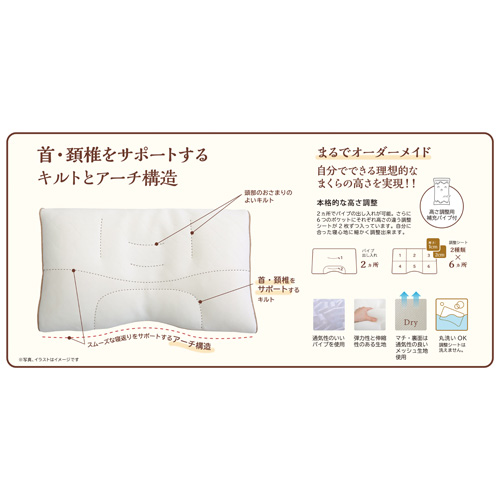 首・頚椎をサポートする
キルトとアーチ構造
頭部のおさまりの
よいキルト
首・頚椎を
サポートする
キルト
スムーズな寝返りをサポートするアーチ構造
※写真、イラストはイメージです
まるでオーダーメイド
自分でできる理想的な
まくらの高さを実現!!
本格的な高さ調整
2ヵ所でパイプの出し入れが可能。さらに
6つのポケットにそれぞれ高さの違う調整
シートが2枚ずつ入っています。自分に
合った寝心地に細かく調整出来ます。
高さ調整用
補充パイプ付
パイプ
出し入れ
2ヵ所
1 2 3
4 5 6
2cm
調整シート
2種類
×
6ヵ所
通気性のいい
パイプを使用
弾力性と伸縮
性のある生地
Dry
マチ・裏面は
通気性の良い
メッシュ生地
使用
丸洗いOK
調整シートは
洗えません。